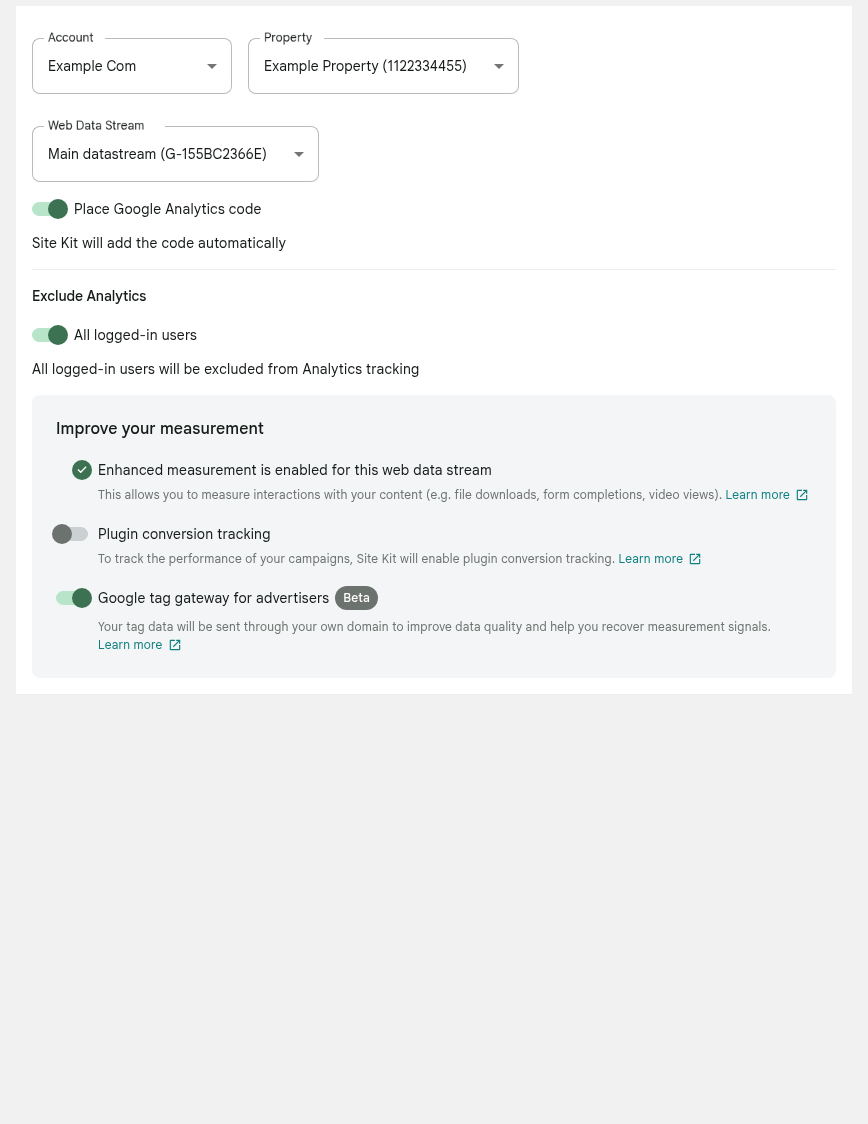 Account
Property
Example Com
Example Property (1122334455)
Web Data Stream
Main datastream (G-155BC2366E)
Place Google Analytics code
Site Kit will add the code automatically
Exclude Analytics
All logged-in users
All logged-in users will be excluded from Analytics tracking
Improve your measurement
Enhanced measurement is enabled for this web data stream
This allows you to measure interactions with your content (e.g. file downloads, form completions, video views). Learn more
Plugin conversion tracking
To track the performance of your campaigns, Site Kit will enable plugin conversion tracking. Learn more
Google tag gateway for advertisers Beta
Your tag data will be sent through your own domain to improve data quality and help you recover measurement signals.
Learn more